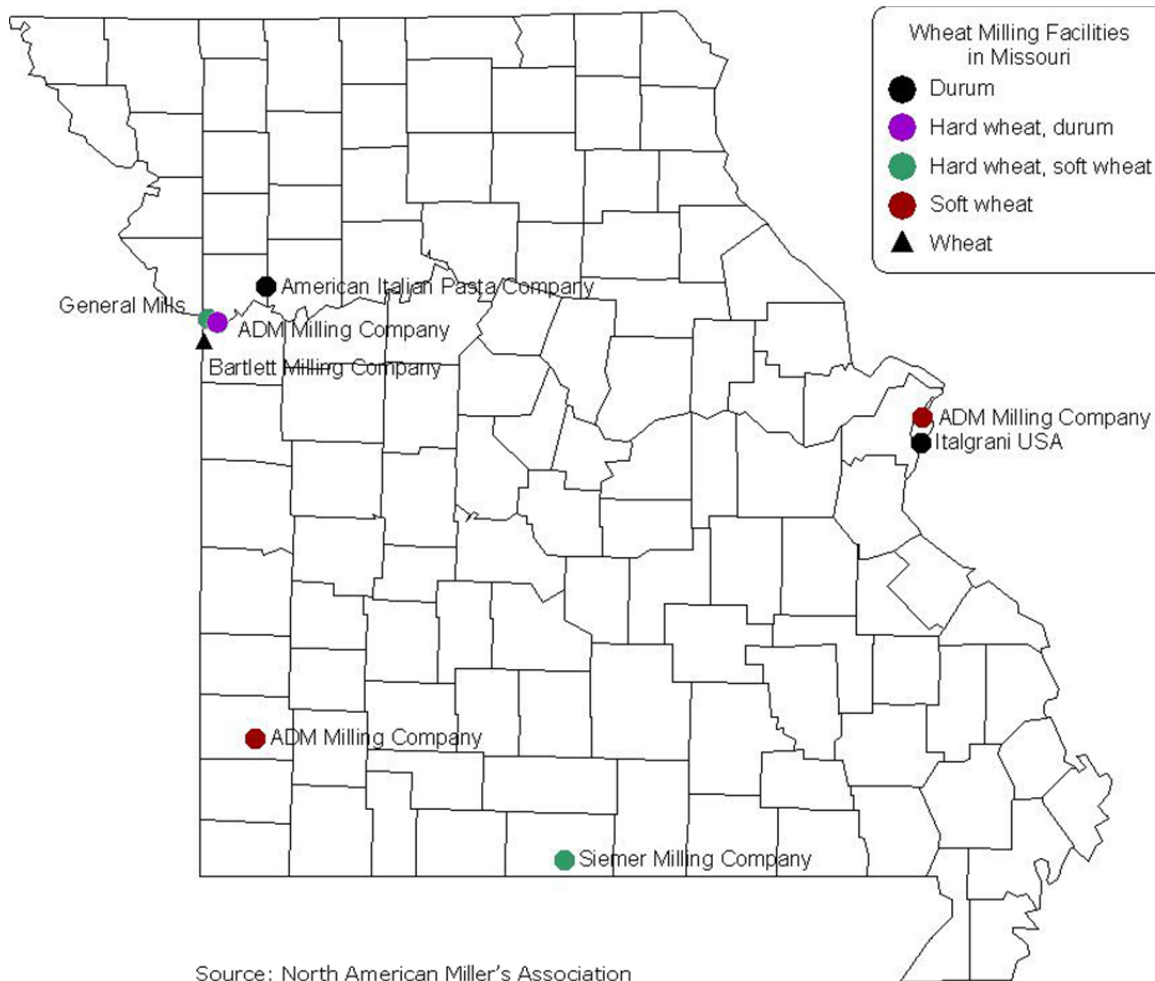 Wheat Milling Facilities
in Missouri
Durum
Hard wheat, durum
Hard wheat, soft wheat
Soft wheat
Wheat
American Italian Pasta Company
General Mills
ADM Milling Company
Bartlett Milling Company
ADM Milling Company
Italgrani USA
ADM Milling Company
Siemer Milling Company
Source: North American Miller's Association